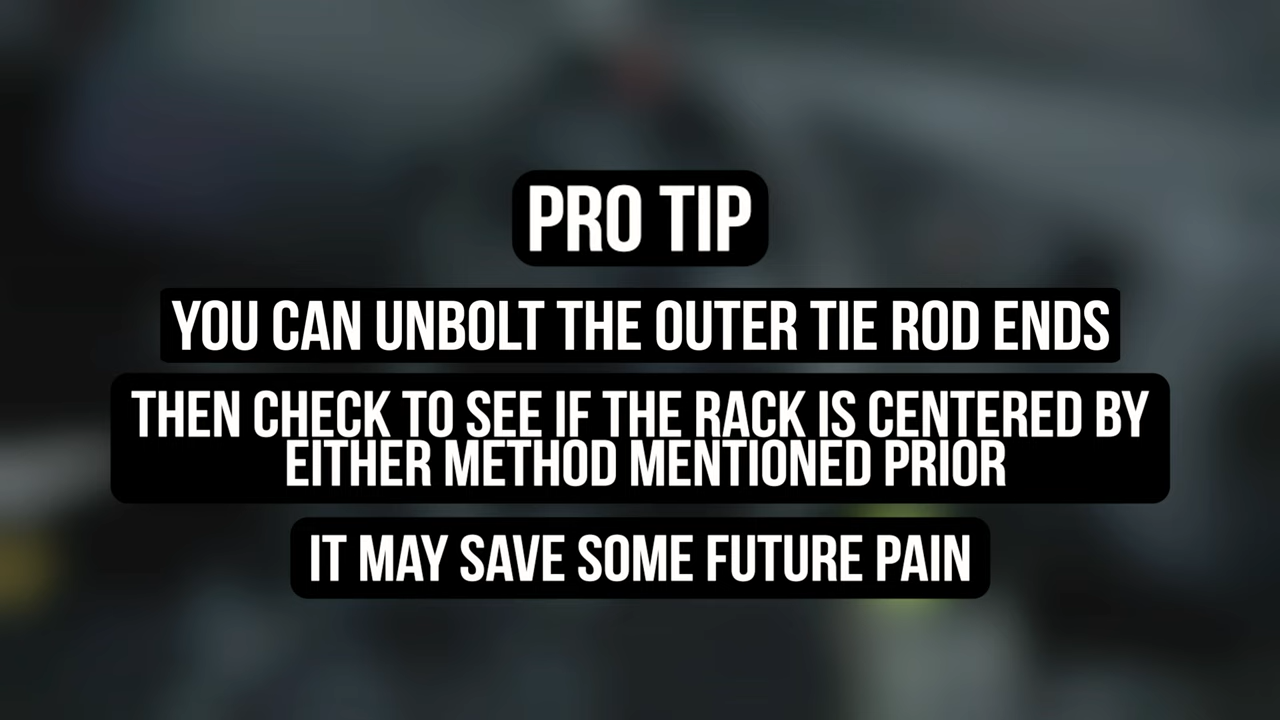 PRO TIP
YOU CAN UNBOLT THE OUTER TIE ROD ENDS
THEN CHECK TO SEE IF THE RACK IS CENTERED BY
EITHER METHOD MENTIONED PRIOR
IT MAY SAVE SOME FUTURE PAIN